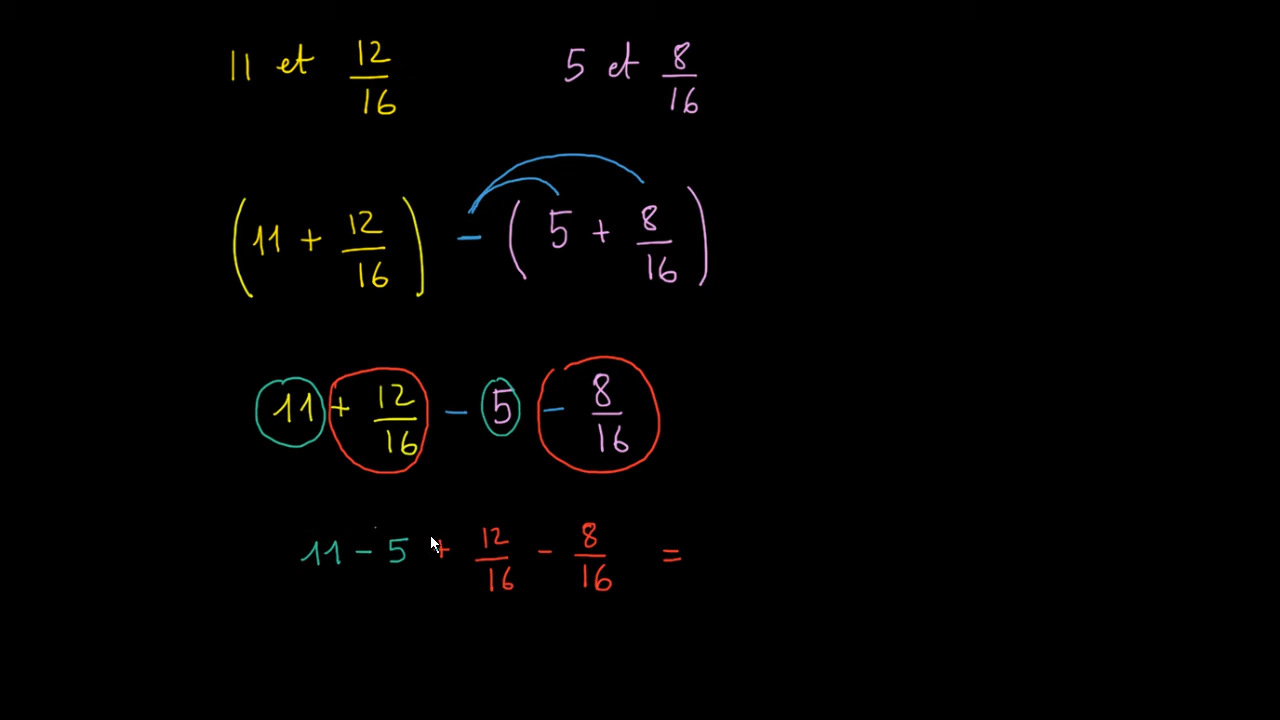 11 et 12/16 5 et 8/16
(11 + 12/16) - (5 + 8/16)
11 + 12/16 - 5 - 8/16
11 - 5 + 12/16 - 8/16 =